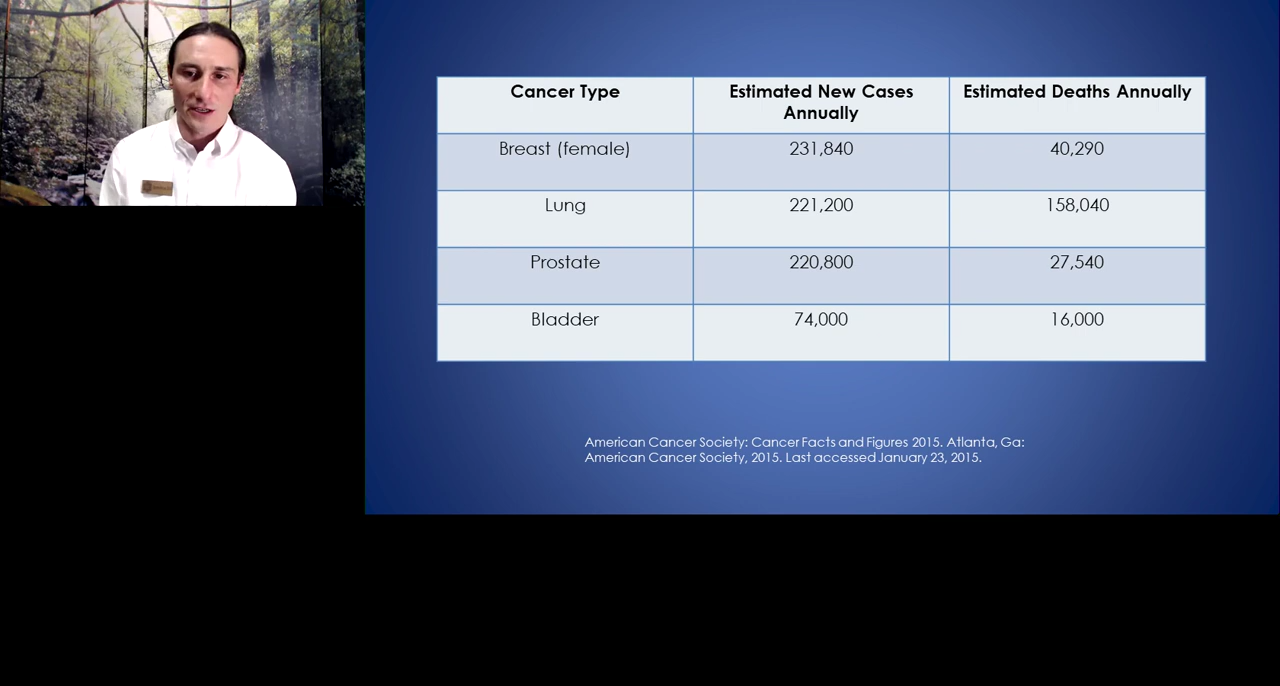 Cancer Type
Estimated New Cases
Annually
Estimated Deaths Annually
Breast (female)
231,840
40,290
Lung
221,200
158,040
Prostate
220,800
27,540
Bladder
74,000
16,000
American Cancer Society: Cancer Facts and Figures 2015. Atlanta, Ga:
American Cancer Society, 2015. Last accessed January 23, 2015.